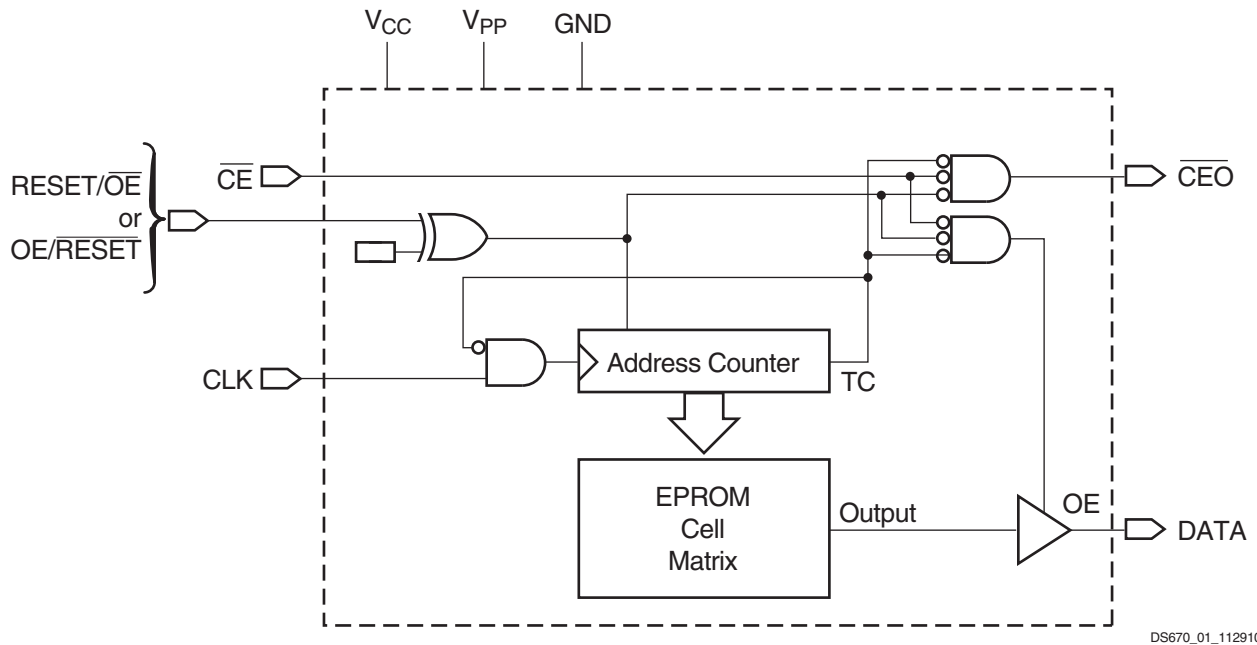 VCC
VPP
GND
RESET/OE
or
OE/RESET
CE
CEO
CLK
Address Counter
TC
EPROM
Cell
Matrix
Output
OE
DATA
DS670_01_112910